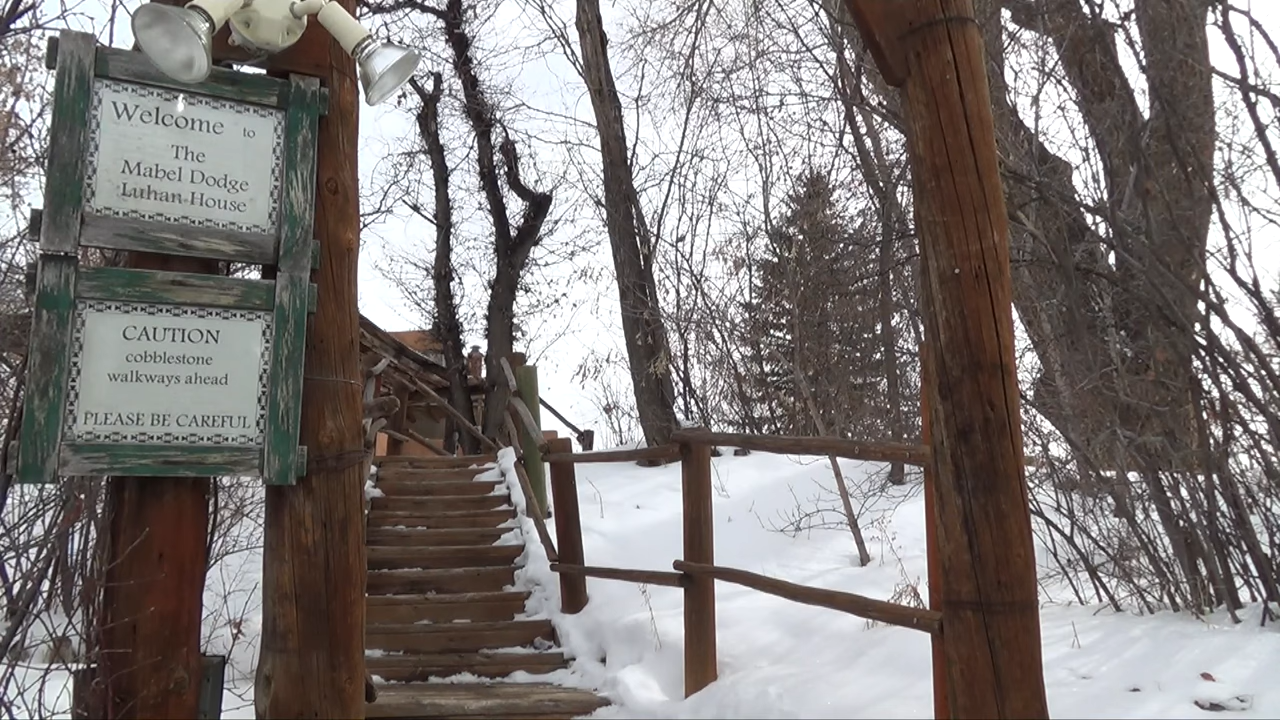 Welcome to
The
Mabel Dodge
Luhan House
CAUTION
cobblestone
walkways ahead
PLEASE BE CAREFUL